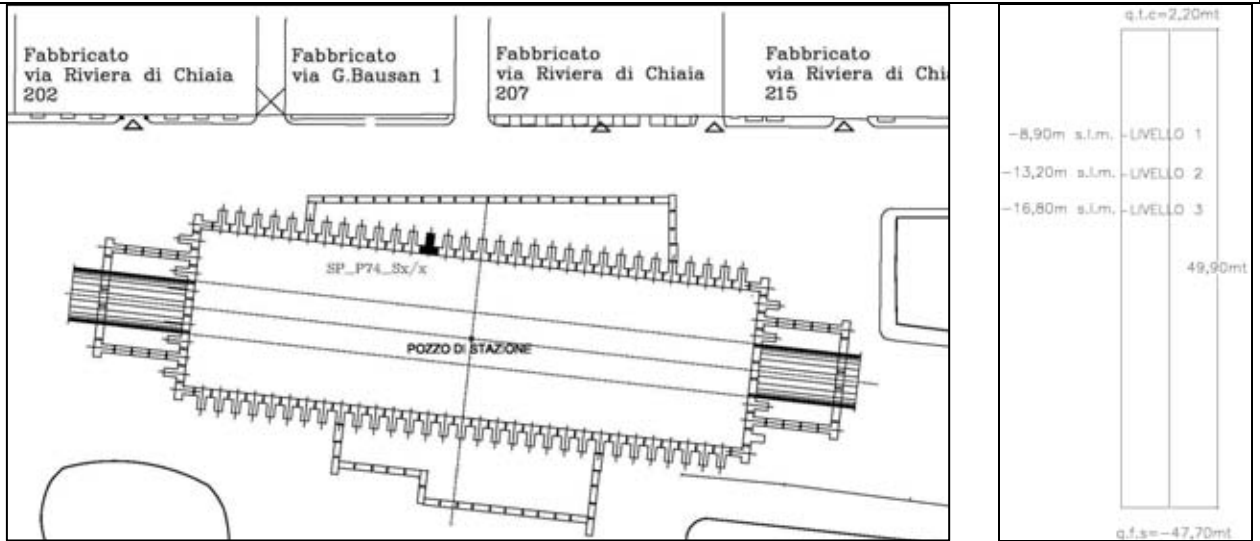 Fabbricato
via Riviera di Chiaia
202
Fabbricato
via G.Bausan 1
Fabbricato
via Riviera di Chiaia
207
Fabbricato
via Riviera di Chi
215
SP_P74_Sx/x
POZZO DI STAZIONE
q.t.c=2,20mt
-8,90m s.l.m. -LIVELLO 1
-13,20m s.l.m. -LIVELLO 2
-16,80m s.l.m. -LIVELLO 3
49,90mt
q.f.s=-47,70mt